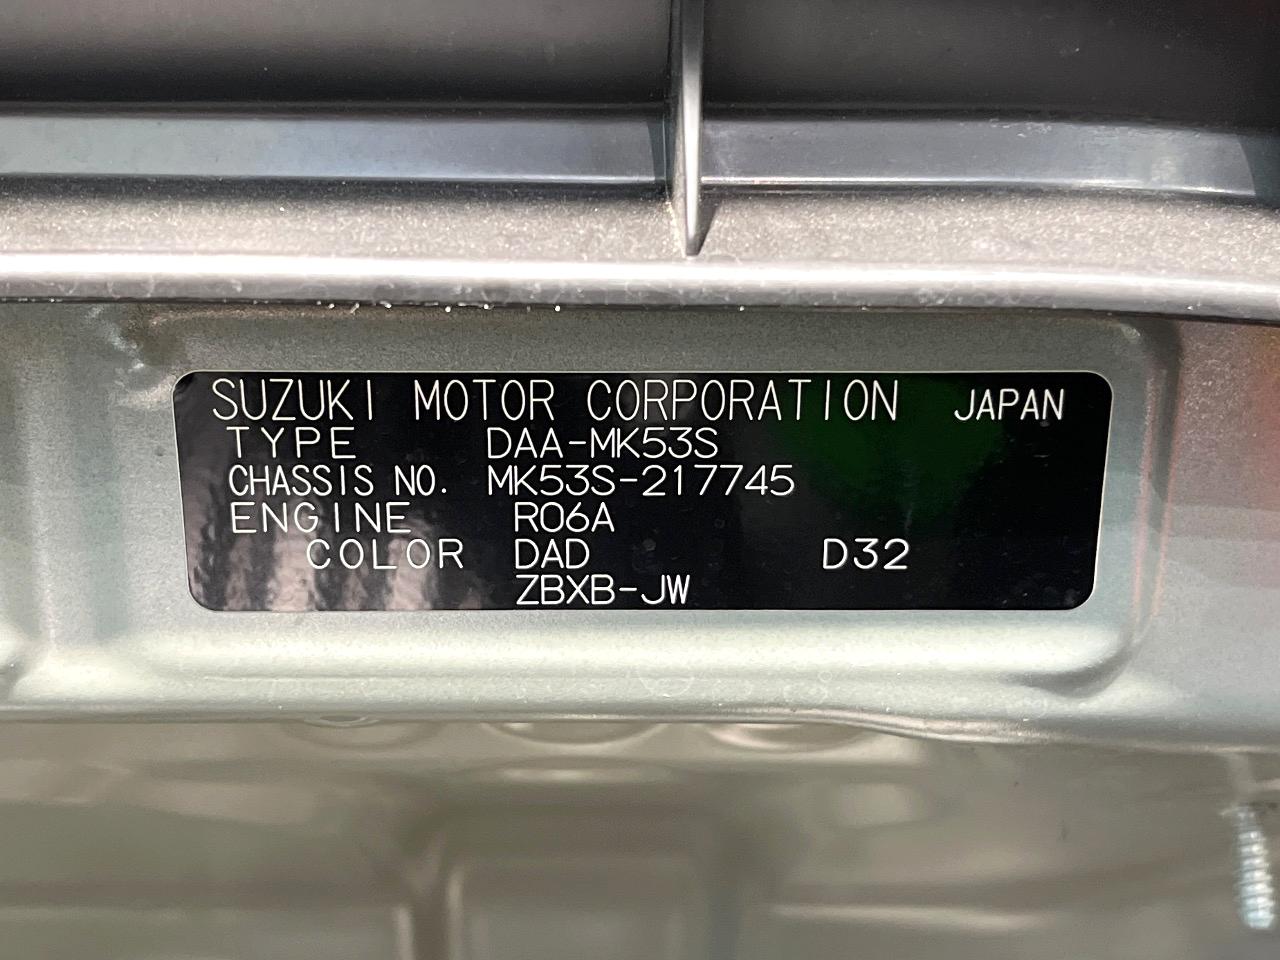 SUZUKI MOTOR CORPORATION JAPAN
TYPE DAA-MK53S
CHASSIS NO. MK53S-217745
ENGINE R06A
COLOR DAD D32
ZBXB-JW